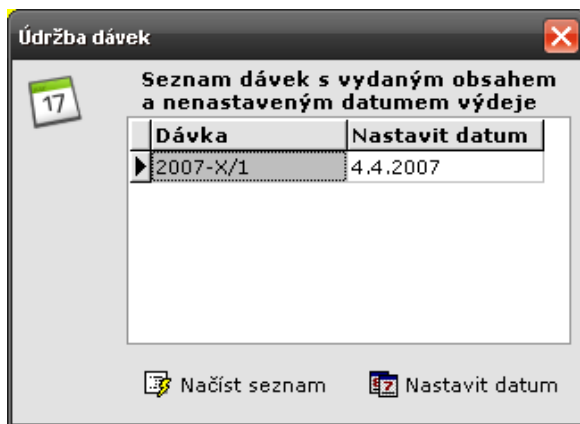 Údržba dávek
17
Seznam dávek s vydaným obsahem
a nenastaveným datumem výdeje
Dávka Nastavit datum
2007-X/1 4.4.2007
Načíst seznam Nastavit datum